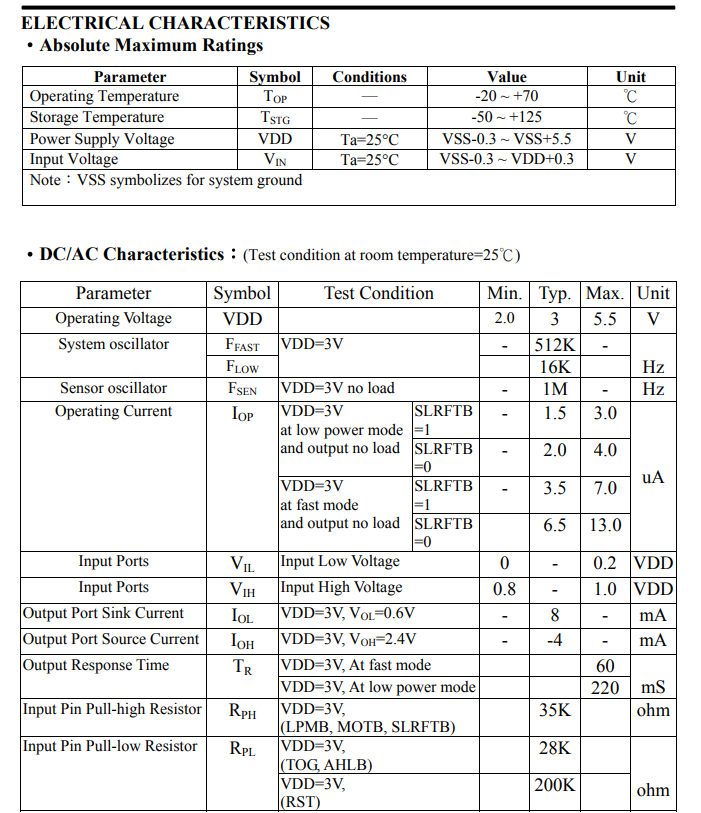 ELECTRICAL CHARACTERISTICS
• Absolute Maximum Ratings
Parameter Symbol Conditions Value Unit
Operating Temperature TOP — -20 ~ +70 ℃
Storage Temperature TSTG — -50 ~ +125 ℃
Power Supply Voltage VDD Ta=25°C VSS-0.3 ~ VSS+5.5 V
Input Voltage VIN Ta=25°C VSS-0.3 ~ VDD+0.3 V
Note：VSS symbolizes for system ground
• DC/AC Characteristics：(Test condition at room temperature=25℃)
Parameter Symbol Test Condition Min. Typ. Max. Unit
Operating Voltage VDD 2.0 3 5.5 V
System oscillator FFAST VDD=3V - 512K -
FLOW 16K Hz
Sensor oscillator FSEN VDD=3V no load - 1M - Hz
Operating Current IOP VDD=3V SLRFTB - 1.5 3.0
at low power mode =1
and output no load SLRFTB - 2.0 4.0
=0
uA
VDD=3V SLRFTB - 3.5 7.0
at fast mode =1
and output no load SLRFTB 6.5 13.0
=0
Input Ports VIL Input Low Voltage 0 - 0.2 VDD
Input Ports VIH Input High Voltage 0.8 - 1.0 VDD
Output Port Sink Current IOL VDD=3V, VOL=0.6V - 8 - mA
Output Port Source Current IOH VDD=3V, VOH=2.4V - -4 - mA
Output Response Time TR VDD=3V, At fast mode 60
VDD=3V, At low power mode 220 mS
Input Pin Pull-high Resistor RPH VDD=3V, 35K ohm
(LPMB, MOTB, SLRFTB)
Input Pin Pull-low Resistor RPL VDD=3V, 28K
(TOG, AHLB)
VDD=3V, 200K ohm
(RST)